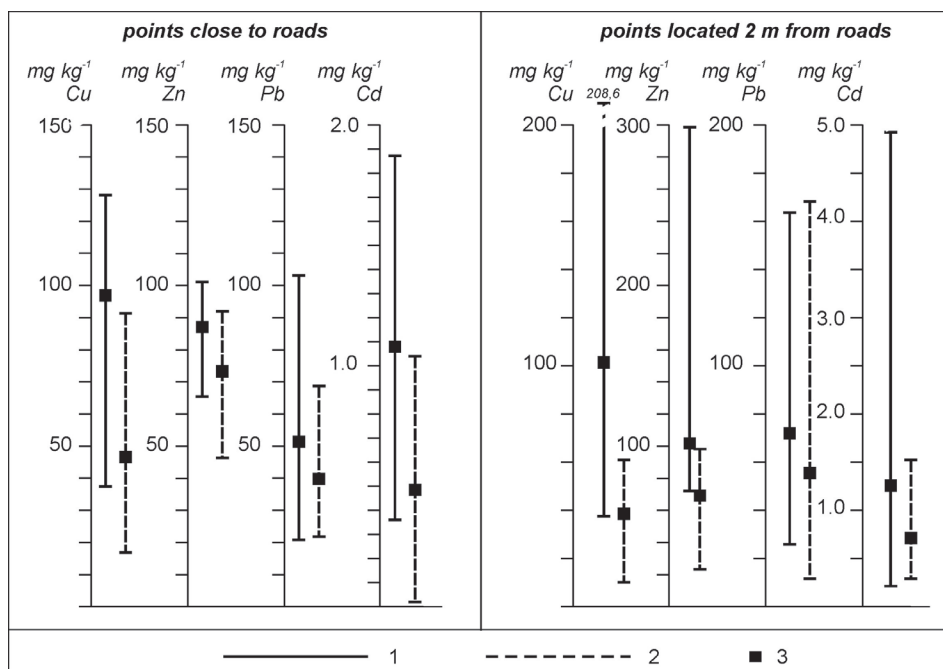 points close to roads
points located 2 m from roads
mg kg-1 mg kg-1 mg kg-1 mg kg-1
Cu Zn Pb Cd
150 150 150 2.0
100 100 100
1.0
50 50 50
mg kg-1 mg kg-1 mg kg-1 mg kg-1
Cu 208,6 Zn Pb Cd
200 300 200 5.0
4.0
200
3.0
100 100
2.0
100
1.0
1 2 3